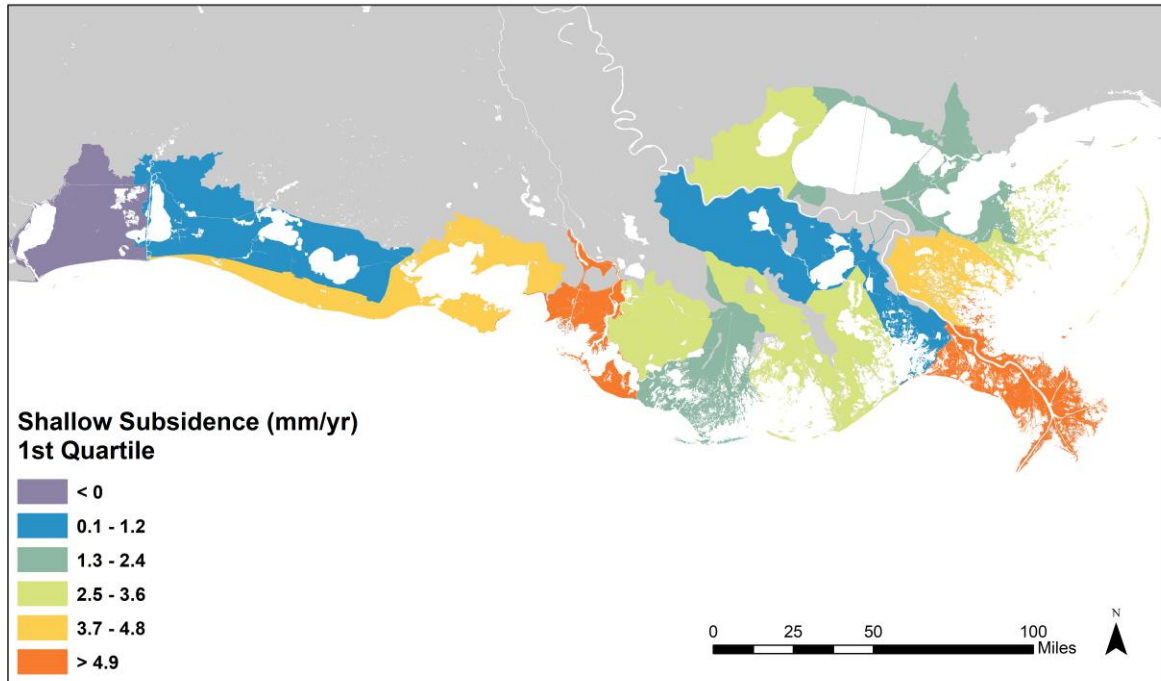 Shallow Subsidence (mm/yr)
1st Quartile
< 0
0.1 - 1.2
1.3 - 2.4
2.5 - 3.6
3.7 - 4.8
> 4.9
0 25 50 100
Miles
N